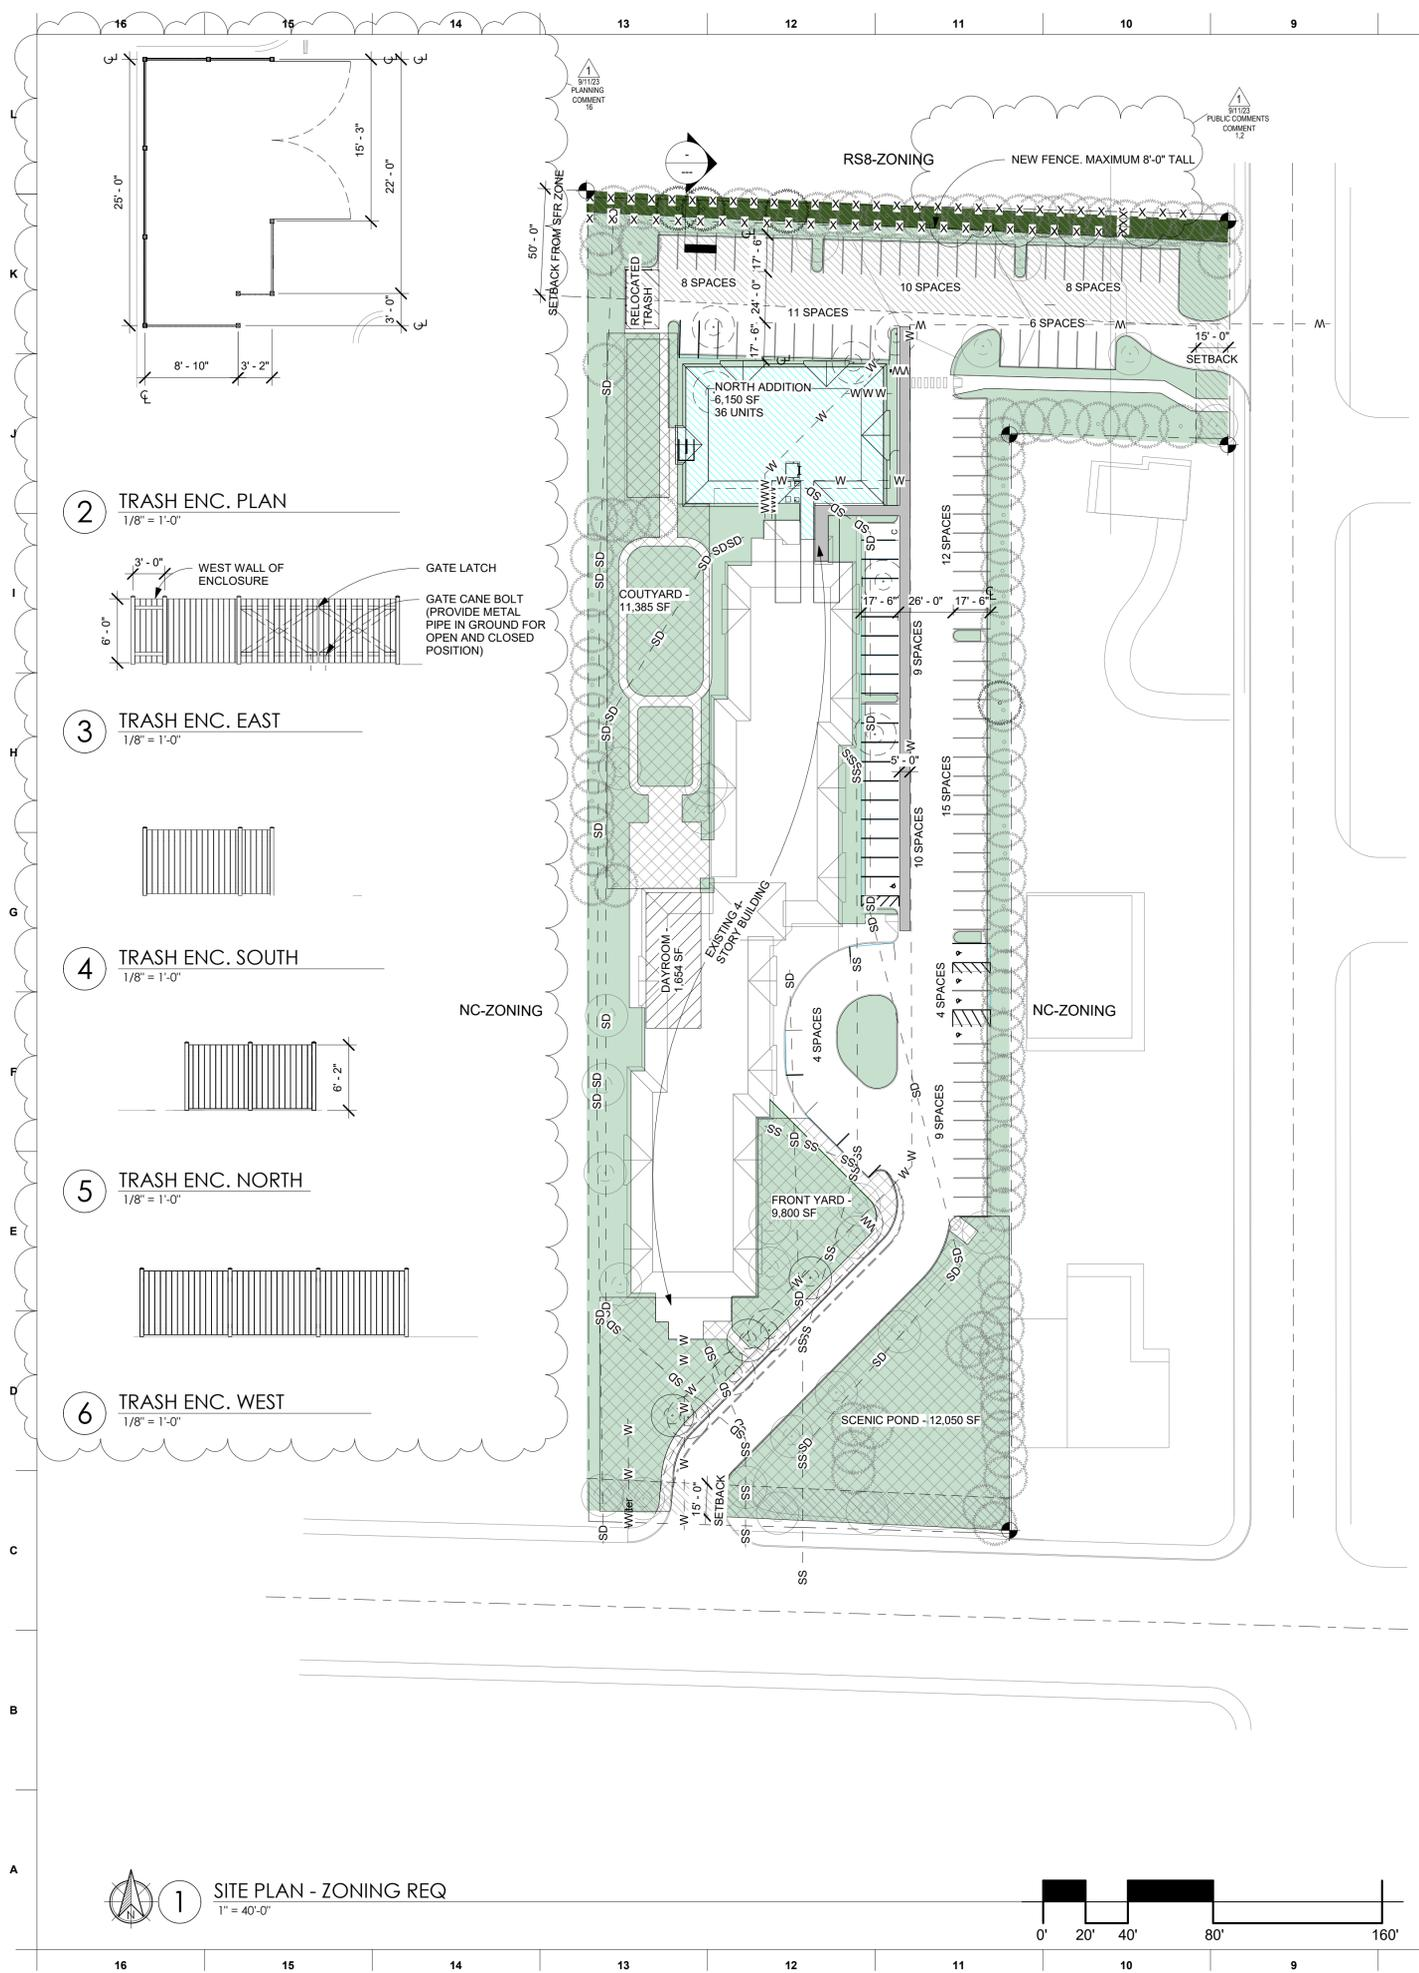 16 15 14 13 12 11 10 9
L
K
J
I
H
G
F
E
D
C
B
A
25' - 0"
15' - 3"
22' - 0"
3' - 0"
8' - 10"
3' - 2"
2
TRASH ENC. PLAN
1/8" = 1'-0"
3' - 0"
6' - 0"
WEST WALL OF
ENCLOSURE
GATE LATCH
GATE CANE BOLT
(PROVIDE METAL
PIPE IN GROUND FOR
OPEN AND CLOSED
POSITION)
3
TRASH ENC. EAST
1/8" = 1'-0"
4
TRASH ENC. SOUTH
1/8" = 1'-0"
6' - 2"
5
TRASH ENC. NORTH
1/8" = 1'-0"
6
TRASH ENC. WEST
1/8" = 1'-0"
1
9/11/23
PLANNING
COMMENT
16
1
9/11/23
PUBLIC COMMENTS
COMMENT
1,2
RS8-ZONING
NEW FENCE. MAXIMUM 8'-0" TALL
50' - 0"
SETBACK FROM SFR ZONE
RELOCATED
TRASH
8 SPACES
10 SPACES
8 SPACES
11 SPACES
6 SPACES
17' - 6"
24' - 0"
17' - 6"
15' - 0"
SETBACK
NORTH ADDITION
6,150 SF
36 UNITS
12 SPACES
COUTYARD -
11,385 SF
17' - 6"
26' - 0"
17' - 6"
9 SPACES
5' - 0"
15 SPACES
10 SPACES
EXISTING 4-
STORY BUILDING
DAYROOM -
1,654 SF
NC-ZONING
4 SPACES
4 SPACES
NC-ZONING
9 SPACES
FRONT YARD -
9,800 SF
SCENIC POND - 12,050 SF
15' - 0"
SETBACK
SD
SS
W
N
1
SITE PLAN - ZONING REQ
1" = 40'-0"
0' 20' 40' 80' 160'
16 15 14 13 12 11 10 9